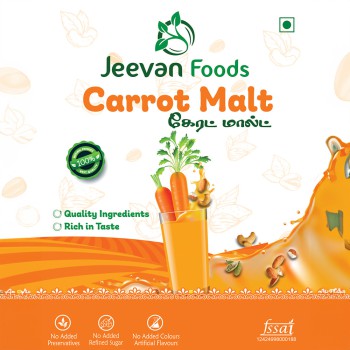 Jeevan Foods
Carrot Malt
கேரட் மால்ட்
100%
Quality Ingredients
Rich in Taste
No Added
Preservatives
No Added
Refined Sugar
No Added Colours
Artificial Flavours
fssai